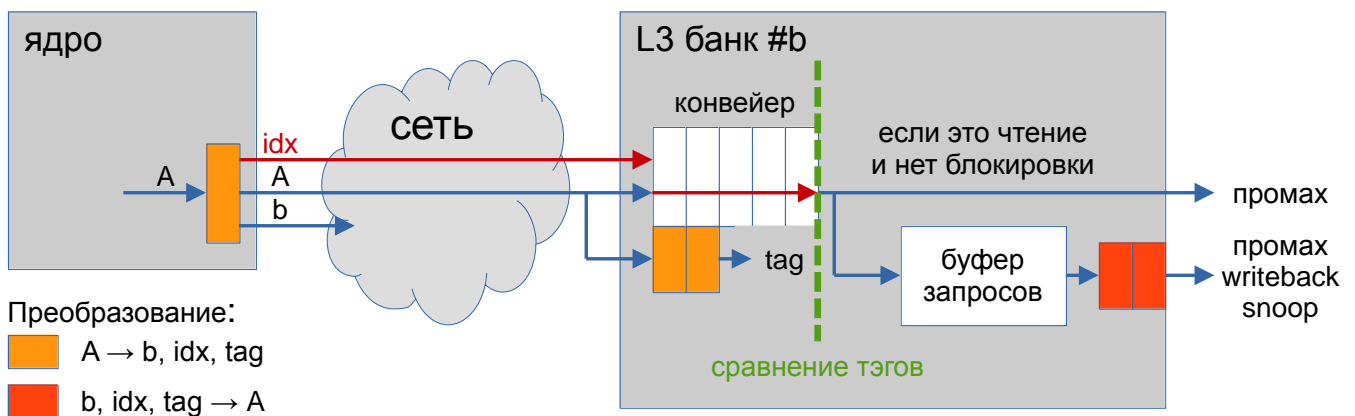 ядро
L3 банк #b
конвейер
сеть
idx
A
A
b
если это чтение
и нет блокировки
промах
tag
буфер
запросов
промах
writeback
snoop
сравнение тэгов
Преобразование:
A → b, idx, tag
b, idx, tag → A